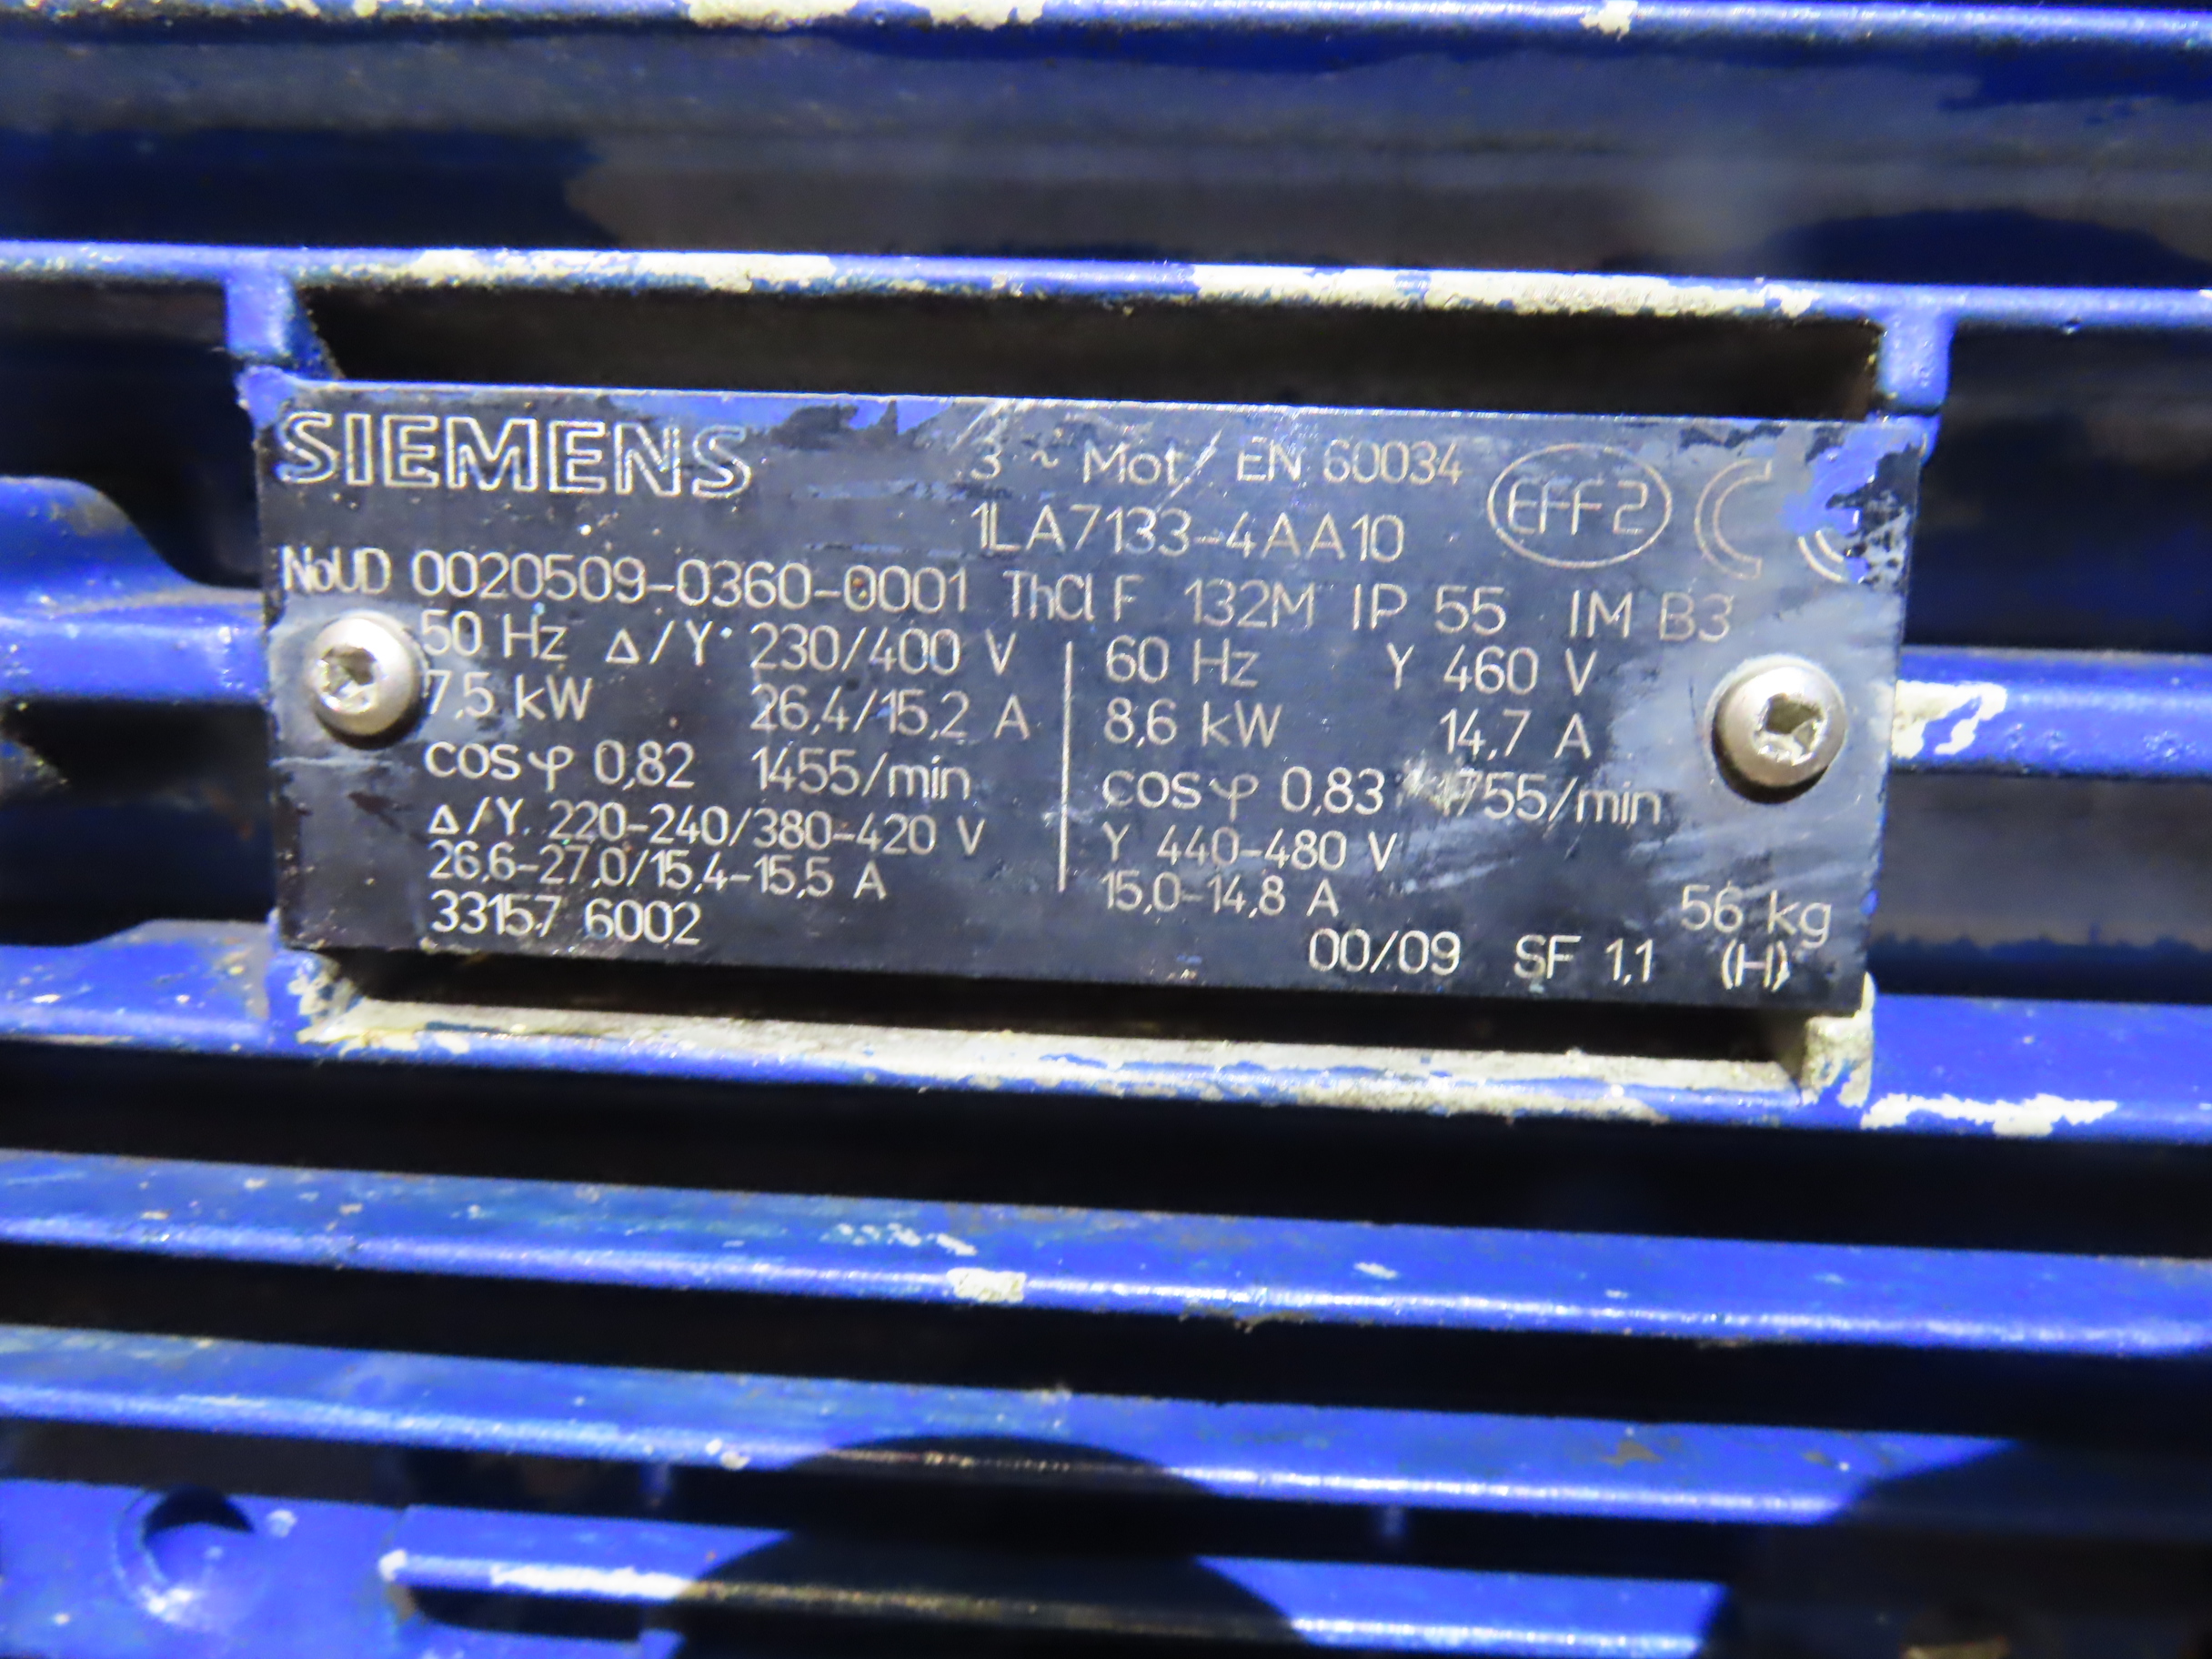 SIEMENS 3 ~ Mot/ EN 60034 EFF 2 CE
1LA7133-4AA10
NoUD 0020509-0360-0001 ThCl F 132M IP 55 IM B3
50 Hz Δ/Y 230/400 V 60 Hz Y 460 V
7,5 kW 26,4/15,2 A 8,6 kW 14,7 A
cos φ 0,82 1455/min cos φ 0,83 1755/min
Δ/Y 220-240/380-420 V Y 440-480 V
26,6-27,0/15,4-15,5 A 15,0-14,8 A 56 kg
33157 6002 00/09 SF 1,1 (H)